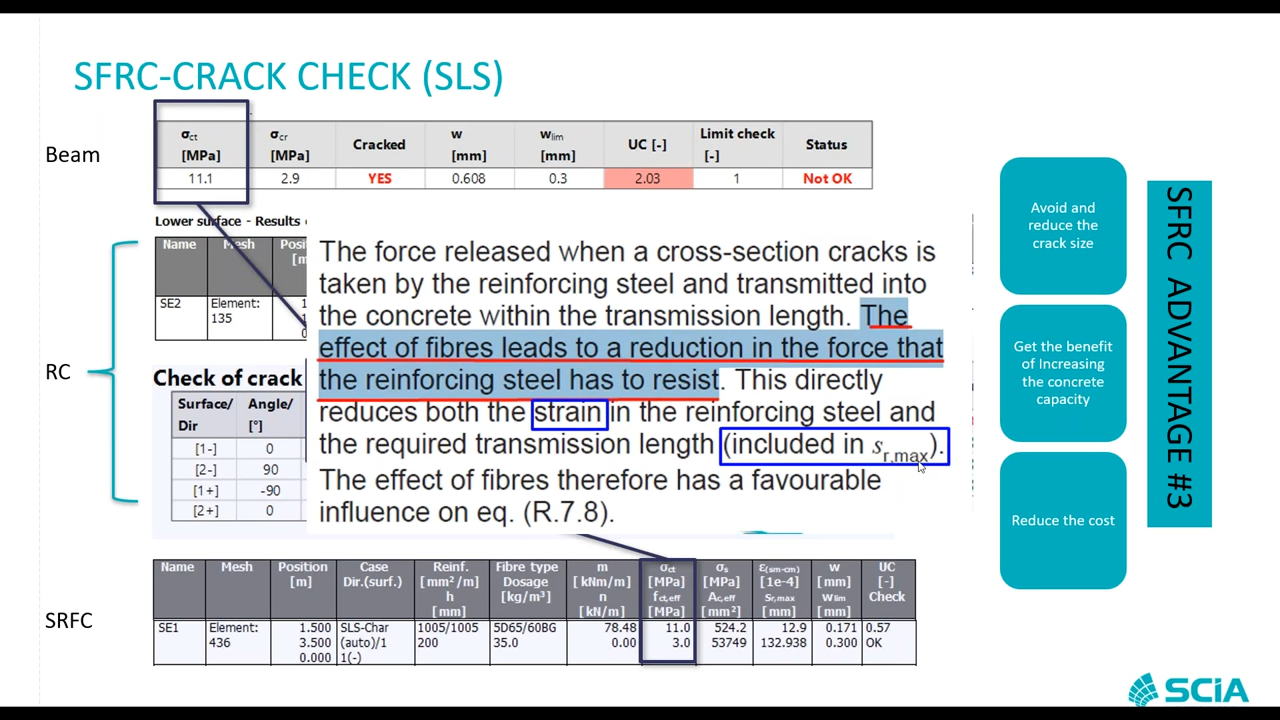 SFRC-CRACK CHECK (SLS)
Beam
σct [MPa] σcr [MPa] Cracked w [mm] wlim [mm] UC [-] Limit check [-] Status
11.1 2.9 YES 0.608 0.3 2.03 1 Not OK
Lower surface - Results
Name Mesh
SE2 Element: 135
RC
The force released when a cross-section cracks is
taken by the reinforcing steel and transmitted into
the concrete within the transmission length. The
effect of fibres leads to a reduction in the force that
the reinforcing steel has to resist. This directly
reduces both the strain in the reinforcing steel and
the required transmission length (included in sr,max).
The effect of fibres therefore has a favourable
influence on eq. (R.7.8).
Check of crack
Surface/ Dir Angle/ [°]
[1-] 0
[2-] 90
[1+] -90
[2+] 0
SRFC
Name Mesh Position [m] Case Dir.(surf.) Reinf. [mm²/m] h [mm] Fibre type Dosage [kg/m³] m [kNm/m] n [kN/m] σct [MPa] fct,eff [MPa] σs [MPa] Ac,eff [mm²] ε(sm-cm) [1e-4] Sr,max [mm] w [mm] wlim [mm] UC [-] Check
SE1 Element: 1.500 SLS-Char 1005/1005 5D65/60BG 78.48 11.0 524.2 12.9 0.171 0.57
436 3.500 (auto)/1 200 35.0 0.00 3.0 53749 132.938 0.300 OK
0.000 1(-)
Avoid and
reduce the
crack size
Get the benefit
of Increasing
the concrete
capacity
Reduce the cost
SFRC ADVANTAGE #3
SCiA